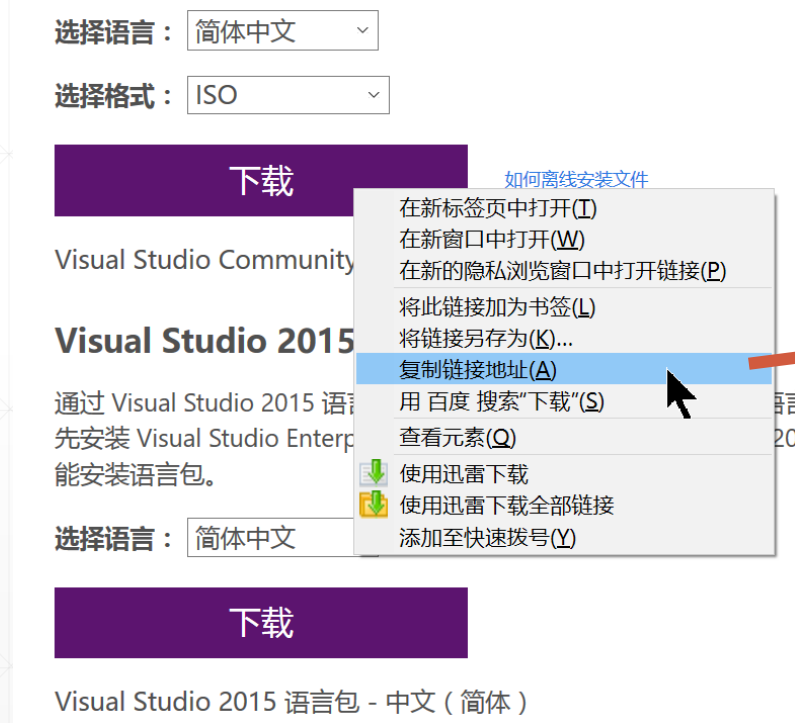 选择语言： 简体中文
选择格式： ISO
下载
如何离线安装文件
在新标签页中打开(T)
在新窗口中打开(W)
在新的隐私浏览窗口中打开链接(P)
将此链接加为书签(L)
将链接另存为(K)...
复制链接地址(A)
用 百度 搜索“下载”(S)
查看元素(Q)
使用迅雷下载
使用迅雷下载全部链接
添加至快速拨号(Y)
Visual Studio Community
Visual Studio 2015
通过 Visual Studio 2015 语
先安装 Visual Studio Enterp
能安装语言包。
选择语言： 简体中文
下载
Visual Studio 2015 语言包 - 中文 ( 简体 )